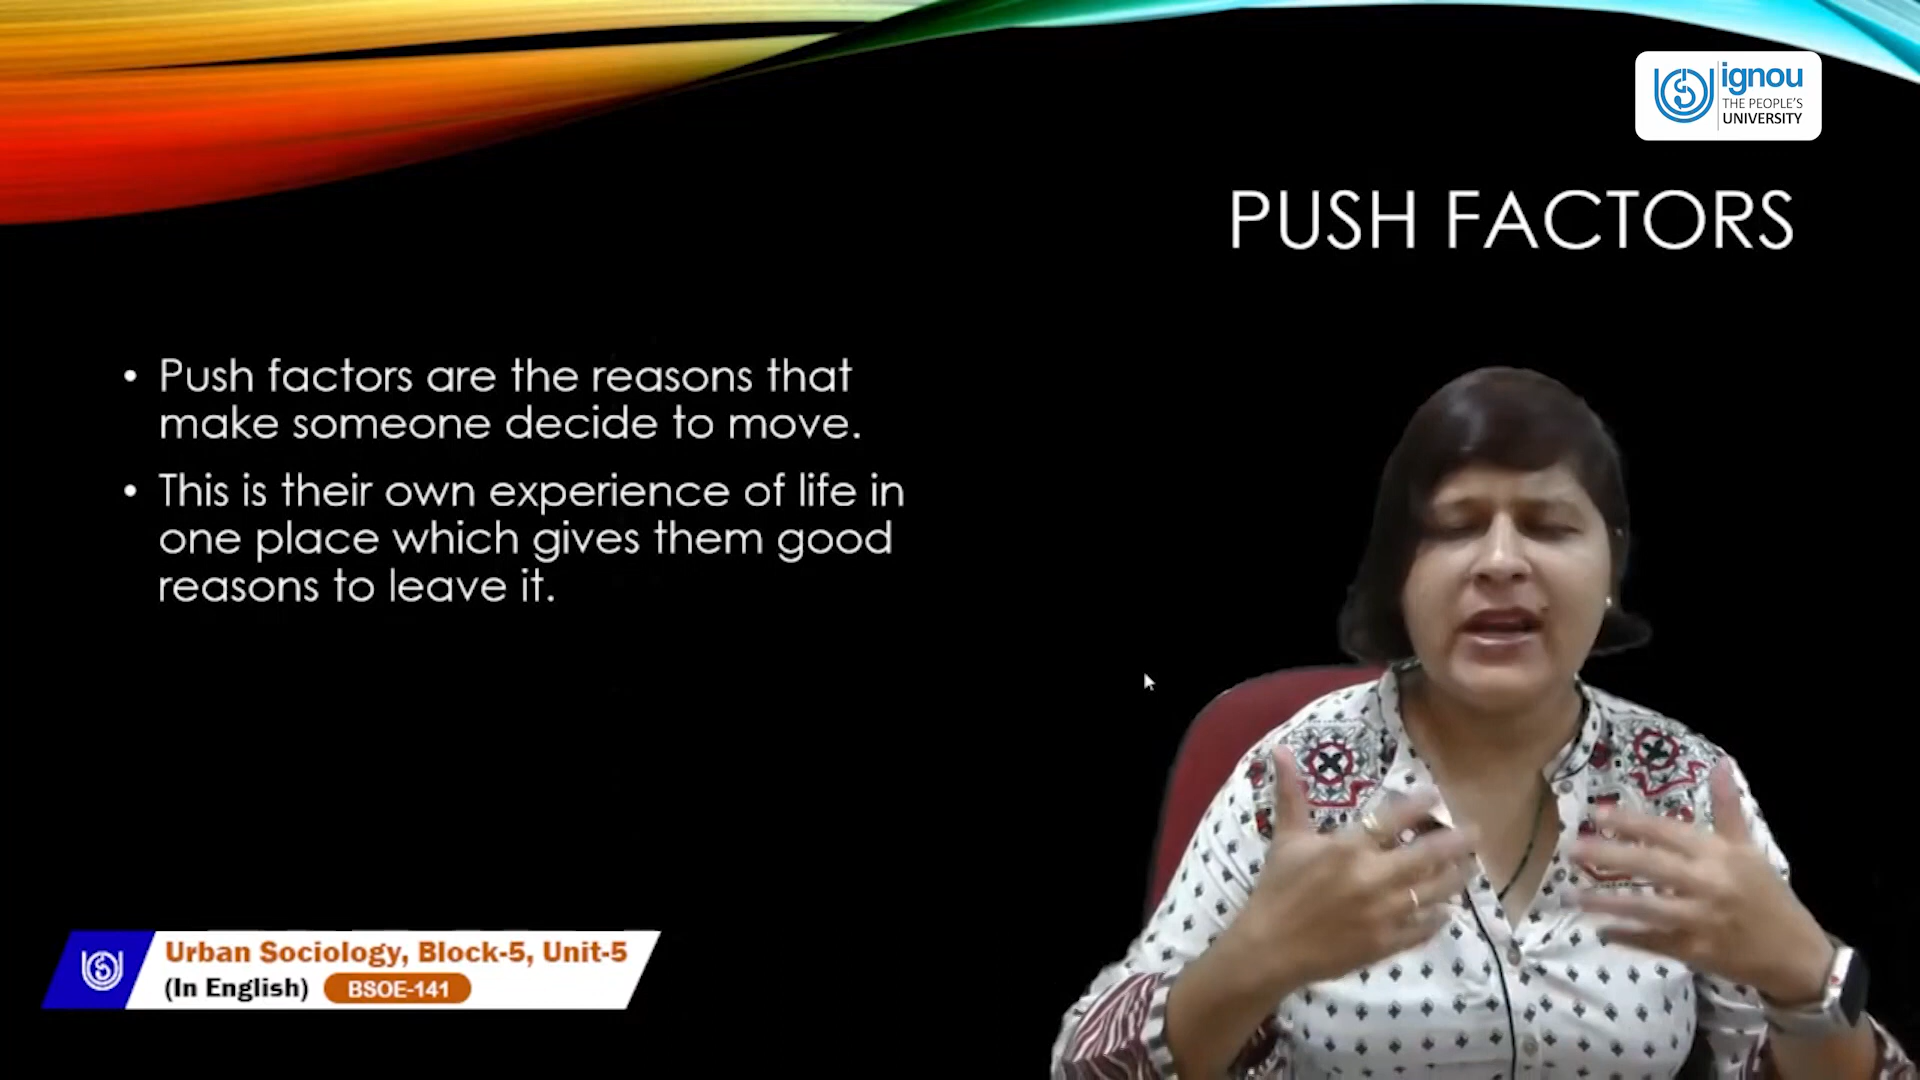 ignou
THE PEOPLE'S
UNIVERSITY
PUSH FACTORS
• Push factors are the reasons that
make someone decide to move.
• This is their own experience of life in
one place which gives them good
reasons to leave it.
Urban Sociology, Block-5, Unit-5
(In English) BSOE-141